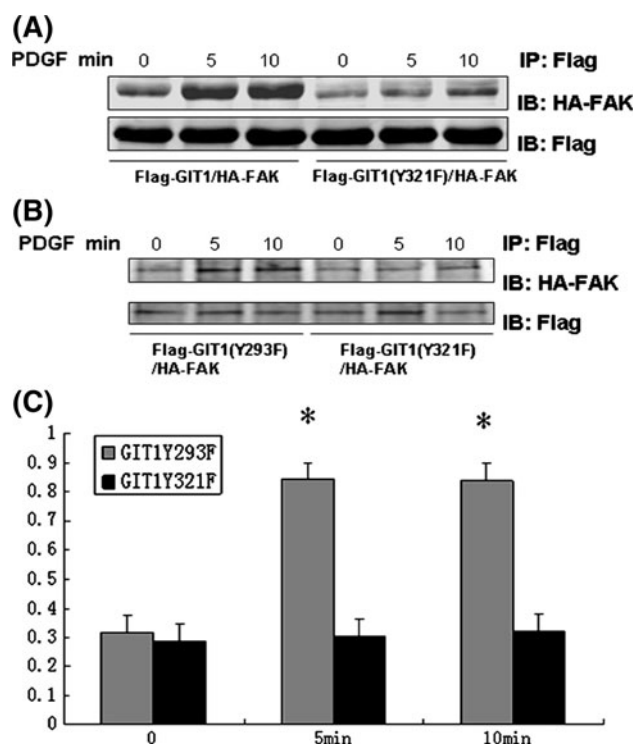 (A)
PDGF min 0 5 10 0 5 10 IP: Flag
IB: HA-FAK
IB: Flag
Flag-GIT1/HA-FAK Flag-GIT1(Y321F)/HA-FAK
(B)
PDGF min 0 5 10 0 5 10 IP: Flag
IB: HA-FAK
IB: Flag
Flag-GIT1(Y293F) Flag-GIT1(Y321F)
/HA-FAK /HA-FAK
(C)
* *
1
0.9
0.8
0.7
0.6
0.5
0.4
0.3
0.2
0.1
0
GIT1Y293F
GIT1Y321F
0 5min 10min